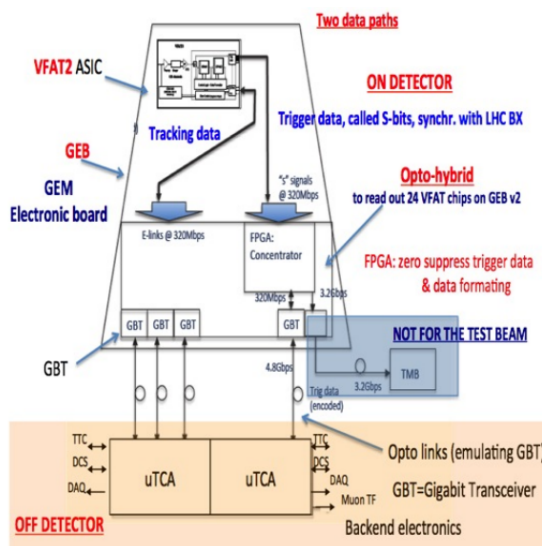 Two data paths
VFAT2 ASIC
ON DETECTOR
Tracking data
Trigger data, called S-bits, synchr. with LHC BX
GEB
GEM
Electronic board
"s" signals
@ 320Mbps
Opto-hybrid
to read out 24 VFAT chips on GEB v2
E-links @ 320Mbps
FPGA:
Concentrator
FPGA: zero suppress trigger data
& data formating
320Mbps
3.2Gbps
GBT
GBT
GBT
GBT
NOT FOR THE TEST BEAM
GBT
4.8Gbps
TMB
3.2Gbps
Trig data
(encoded)
TTC
DCS
DAQ
uTCA
uTCA
TTC
DCS
DAQ
Muon TF
Opto links (emulating GBT)
GBT=Gigabit Transceiver
OFF DETECTOR
Backend electronics